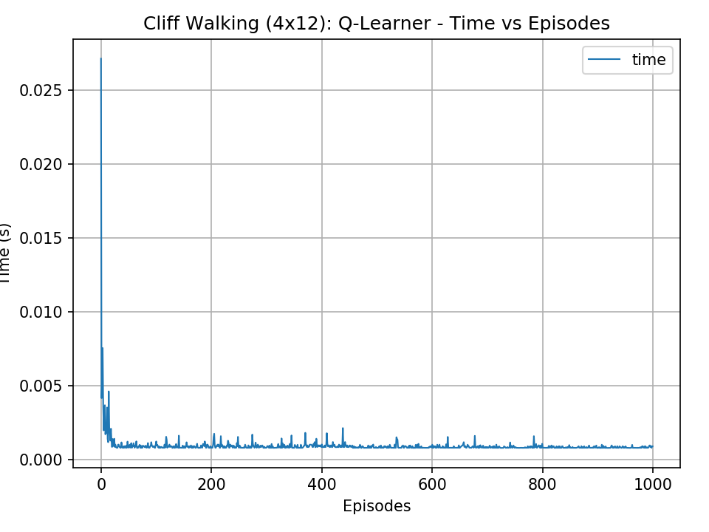 Cliff Walking (4x12): Q-Learner - Time vs Episodes
time
0.025
0.020
0.015
0.010
0.005
0.000
Time (s)
0 200 400 600 800 1000
Episodes